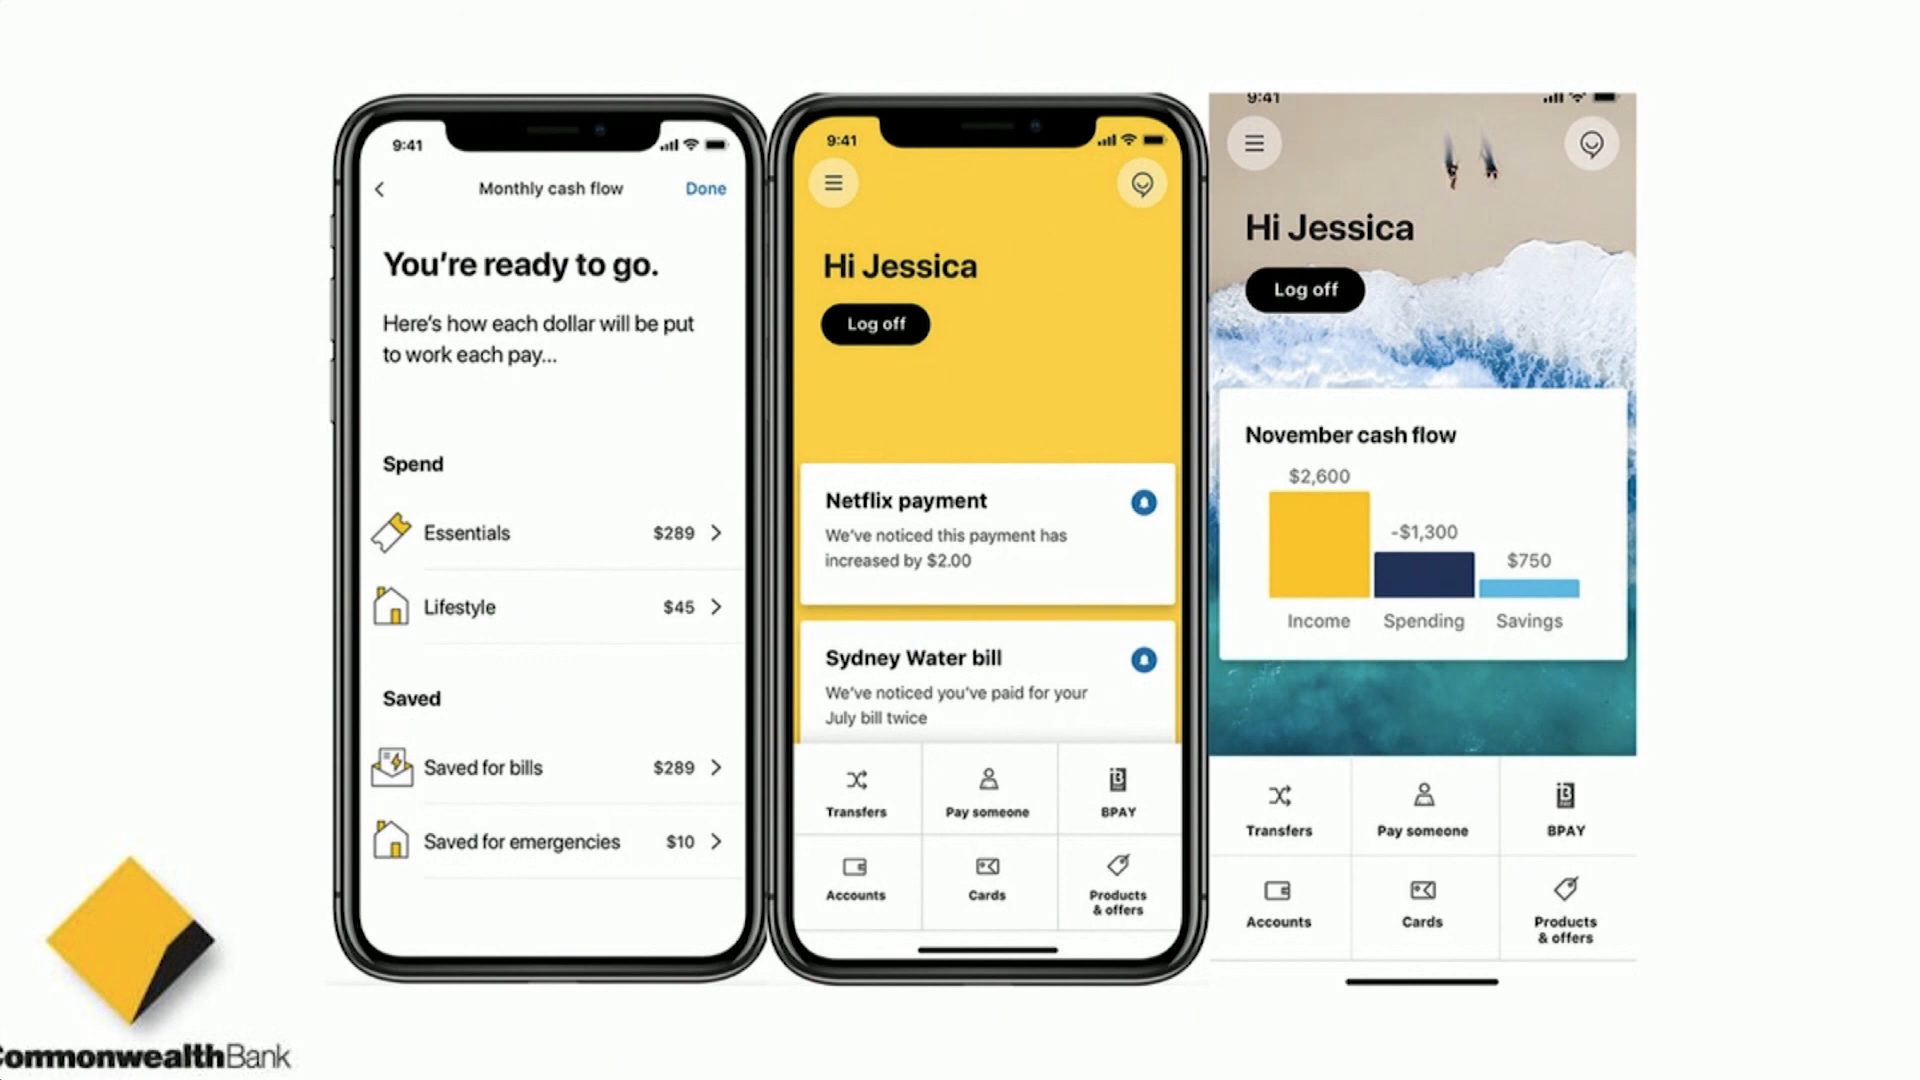 9:41
Monthly cash flow
Done
You're ready to go.
Here's how each dollar will be put
to work each pay...
Spend
Essentials
$289
Lifestyle
$45
Saved
Saved for bills
$289
Saved for emergencies
$10
9:41
Hi Jessica
Log off
Netflix payment
We've noticed this payment has
increased by $2.00
Sydney Water bill
We've noticed you've paid for your
July bill twice
Transfers
Pay someone
BPAY
Accounts
Cards
Products
& offers
9:41
Hi Jessica
Log off
November cash flow
$2,600
-$1,300
$750
Income
Spending
Savings
Transfers
Pay someone
BPAY
Accounts
Cards
Products
& offers
CommonwealthBank